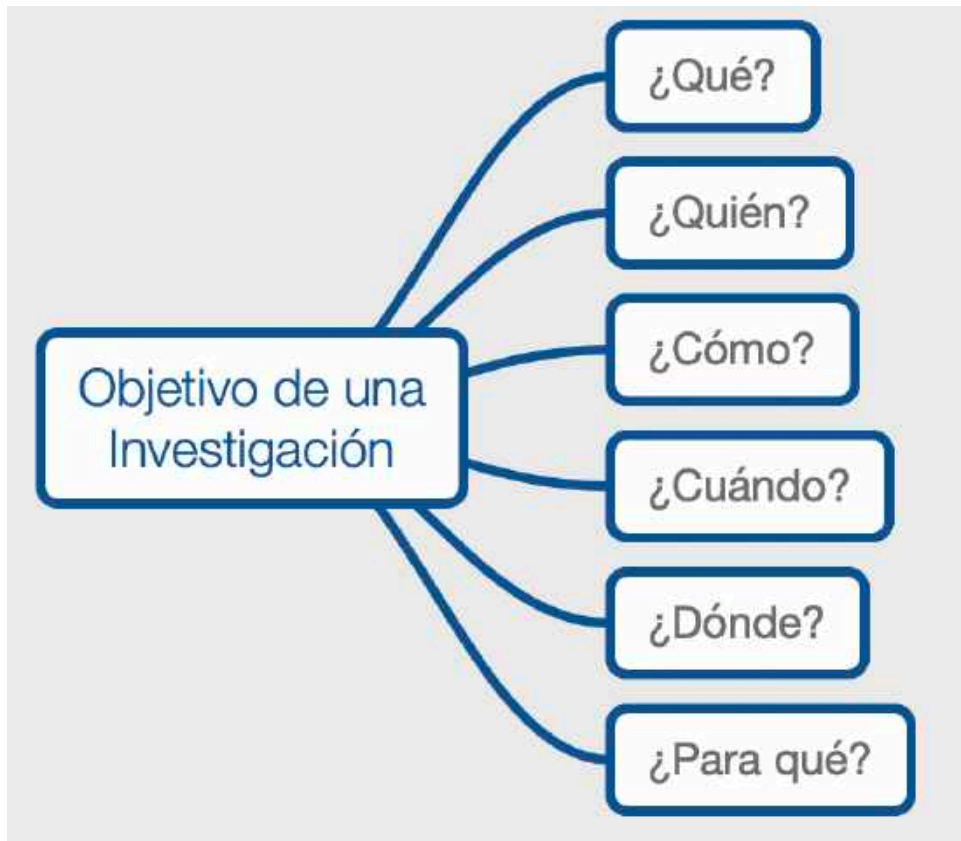 Objetivo de una
Investigación
¿Qué?
¿Quién?
¿Cómo?
¿Cuándo?
¿Dónde?
¿Para qué?